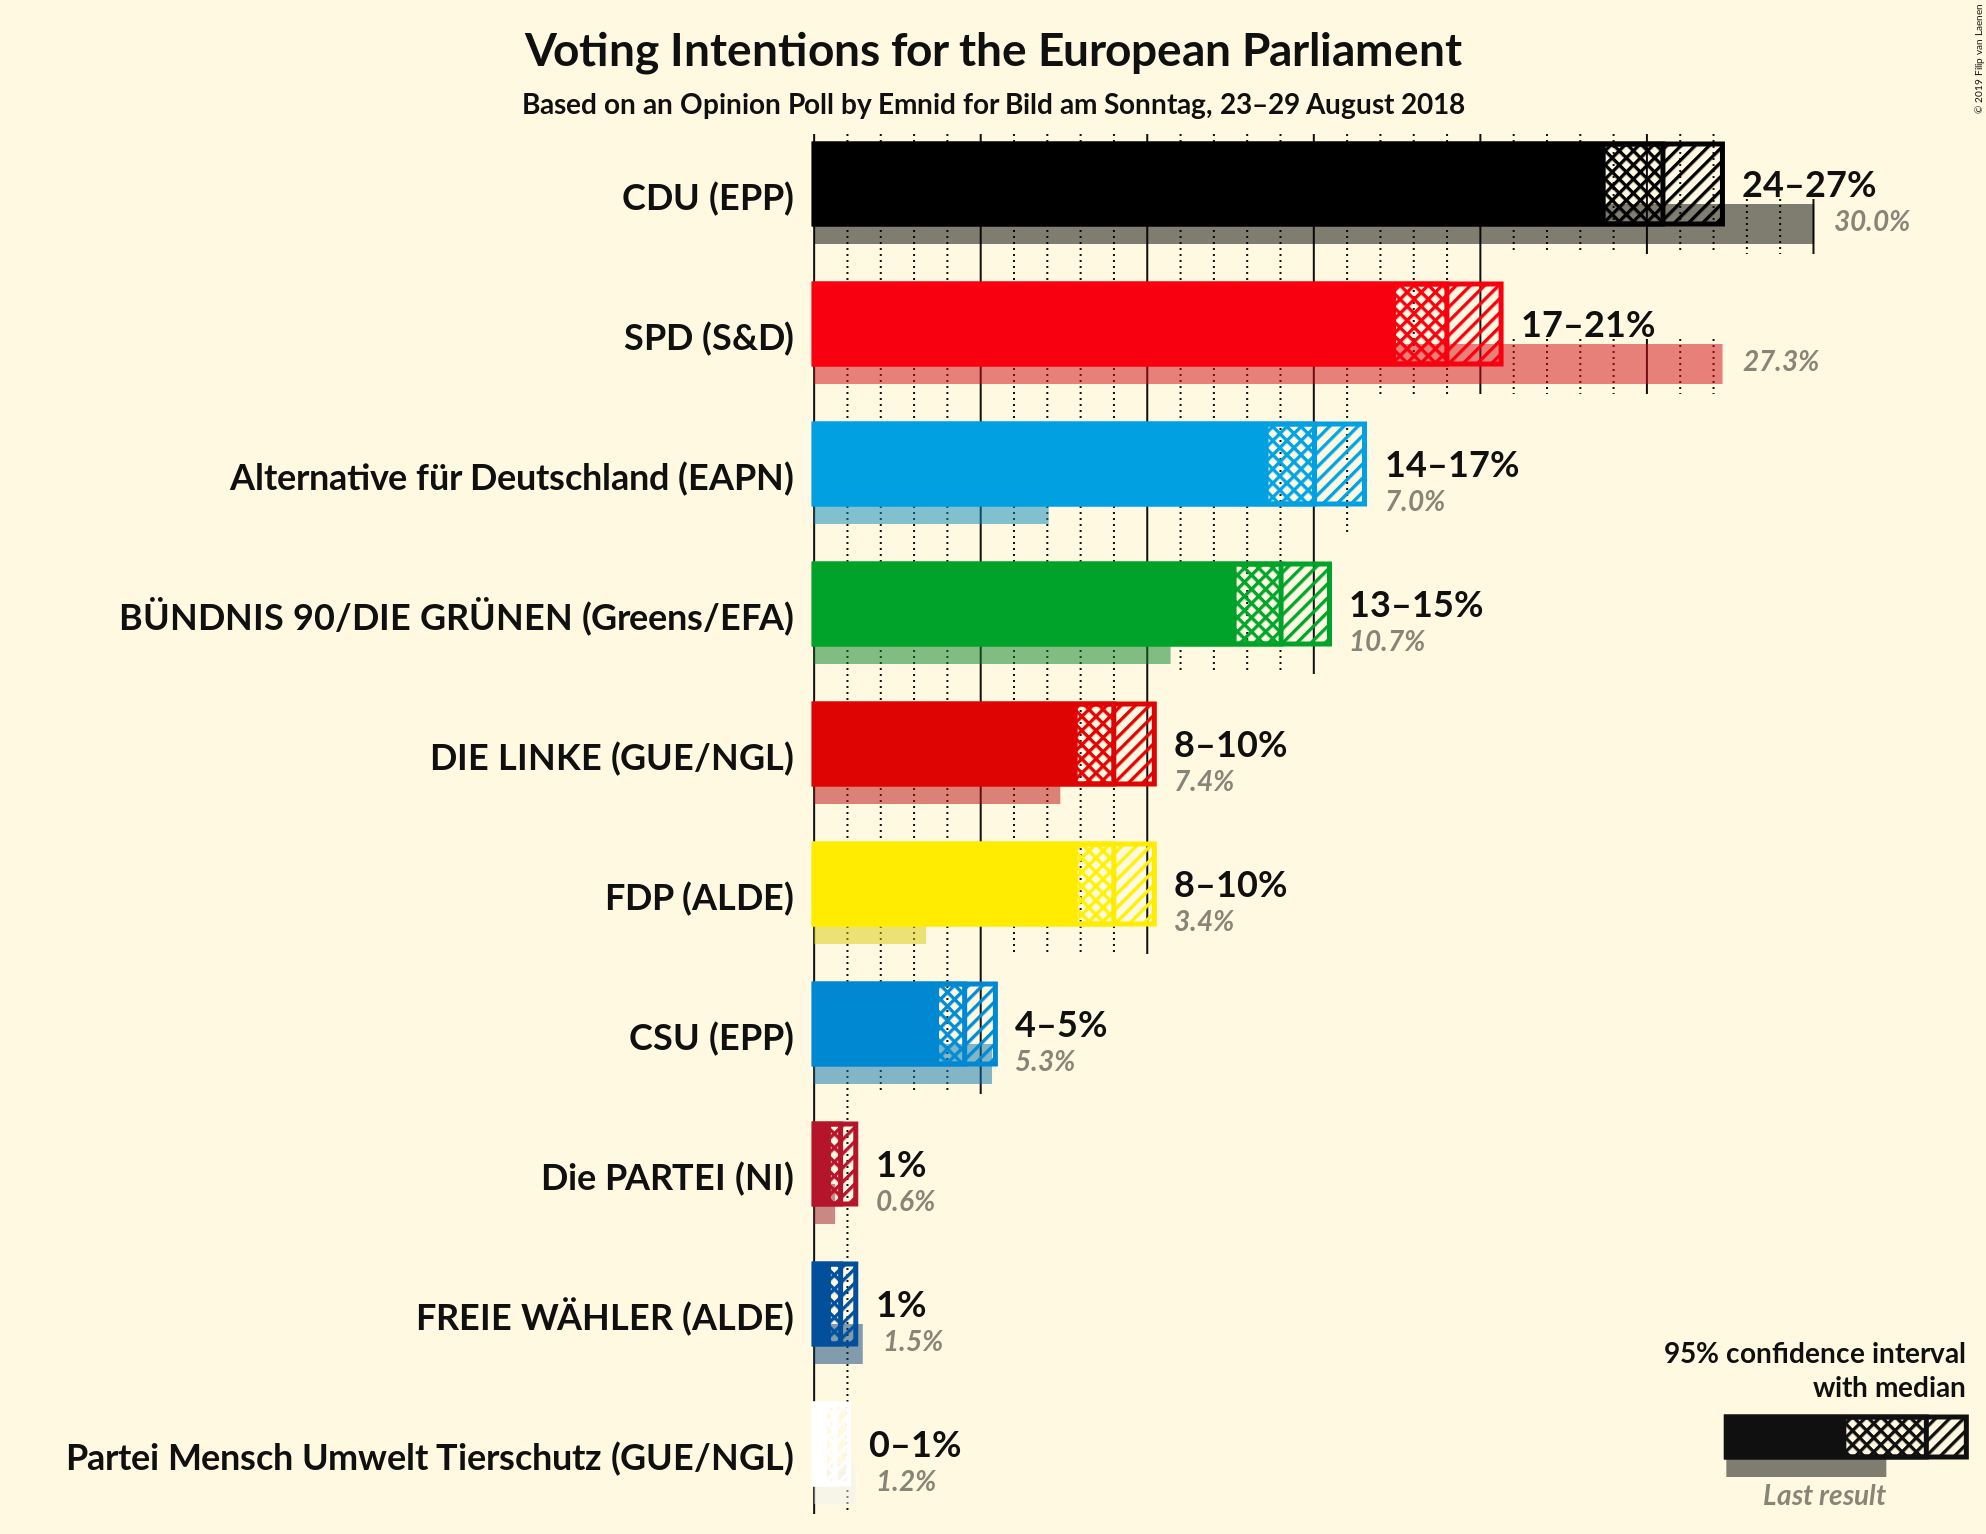 Voting Intentions for the European Parliament
Based on an Opinion Poll by Emnid for Bild am Sonntag, 23–29 August 2018
© 2019 Filip van Laenen
CDU (EPP)
24–27%
30.0%
SPD (S&D)
17–21%
27.3%
Alternative für Deutschland (EAPN)
14–17%
7.0%
BÜNDNIS 90/DIE GRÜNEN (Greens/EFA)
13–15%
10.7%
DIE LINKE (GUE/NGL)
8–10%
7.4%
FDP (ALDE)
8–10%
3.4%
CSU (EPP)
4–5%
5.3%
Die PARTEI (NI)
1%
0.6%
FREIE WÄHLER (ALDE)
1%
1.5%
Partei Mensch Umwelt Tierschutz (GUE/NGL)
0–1%
1.2%
95% confidence interval
with median
Last result